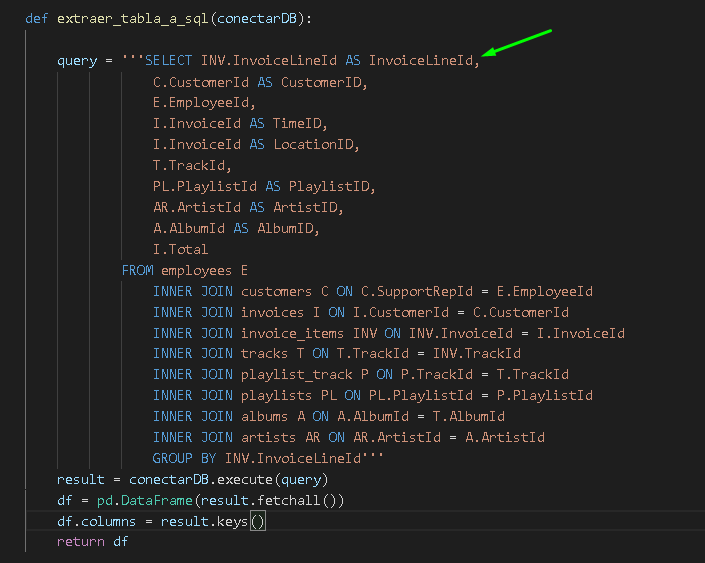 def extraer_tabla_a_sql(conectarDB):
query = '''SELECT INV.InvoiceLineId AS InvoiceLineId,
C.CustomerId AS CustomerID,
E.EmployeeId,
I.InvoiceId AS TimeID,
I.InvoiceId AS LocationID,
T.TrackId,
PL.PlaylistId AS PlaylistID,
AR.ArtistId AS ArtistID,
A.AlbumId AS AlbumID,
I.Total
FROM employees E
INNER JOIN customers C ON C.SupportRepId = E.EmployeeId
INNER JOIN invoices I ON I.CustomerId = C.CustomerId
INNER JOIN invoice_items INV ON INV.InvoiceId = I.InvoiceId
INNER JOIN tracks T ON T.TrackId = INV.TrackId
INNER JOIN playlist_track P ON P.TrackId = T.TrackId
INNER JOIN playlists PL ON PL.PlaylistId = P.PlaylistId
INNER JOIN albums A ON A.AlbumId = T.AlbumId
INNER JOIN artists AR ON AR.ArtistId = A.ArtistId
GROUP BY INV.InvoiceLineId'''
result = conectarDB.execute(query)
df = pd.DataFrame(result.fetchall())
df.columns = result.keys()
return df